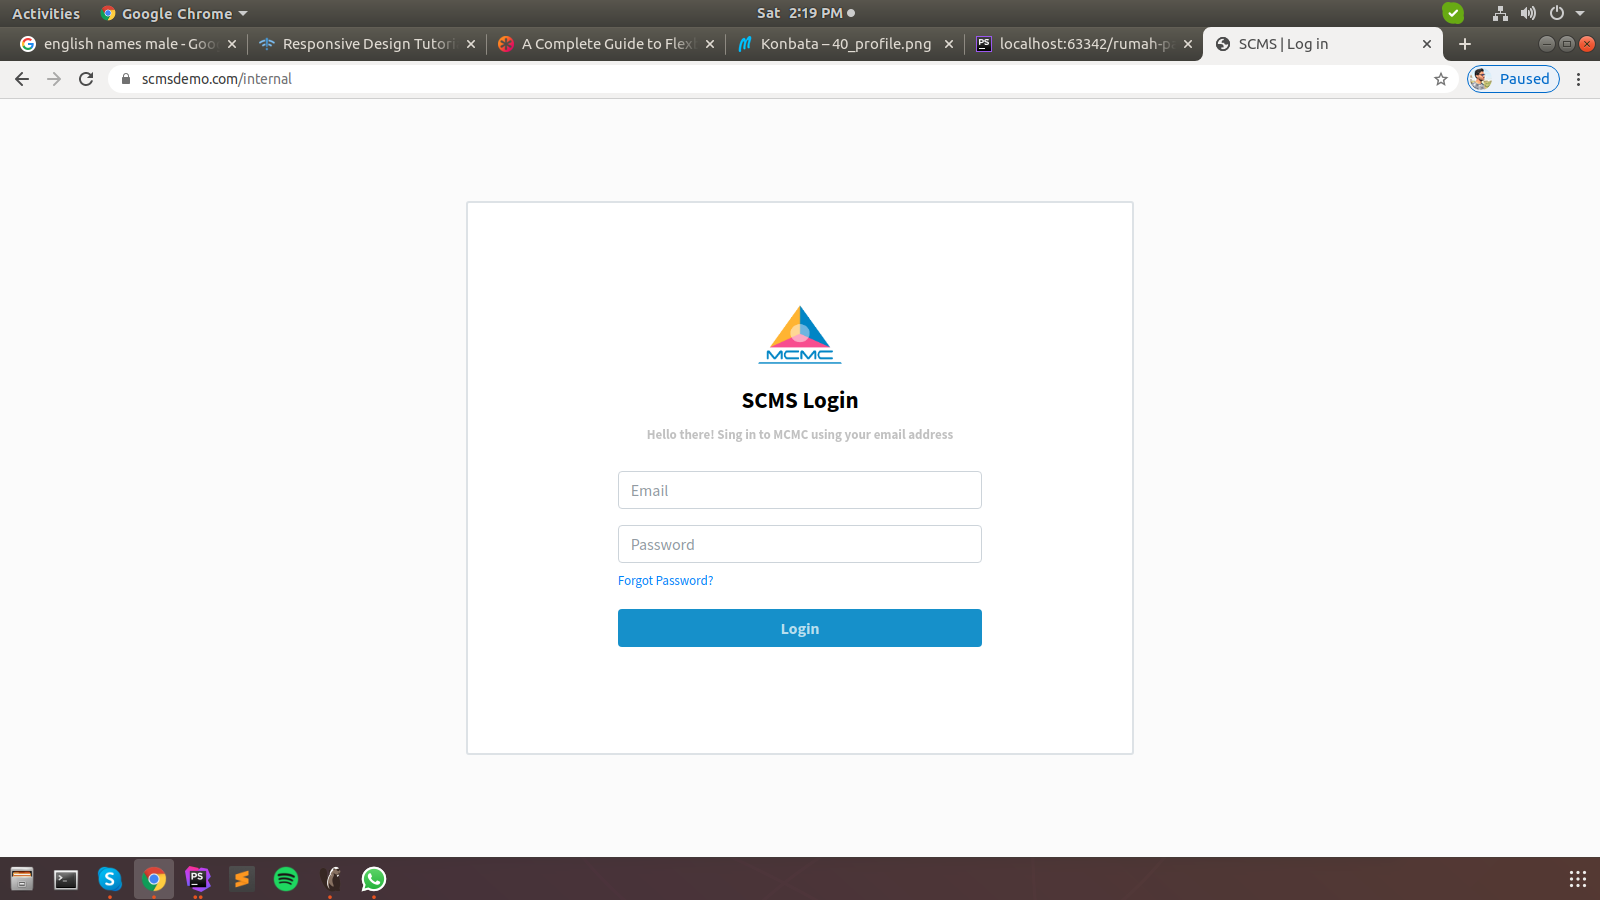 Activities
Google Chrome
Sat 2:19 PM
english names male - Goo
Responsive Design Tutori
A Complete Guide to Flex
Konbata – 40_profile.png
PS
localhost:63342/rumah-p
SCMS | Log in
scmsdemo.com/internal
Paused
MCMC
SCMS Login
Hello there! Sing in to MCMC using your email address
Email
Password
Forgot Password?
Login
PS